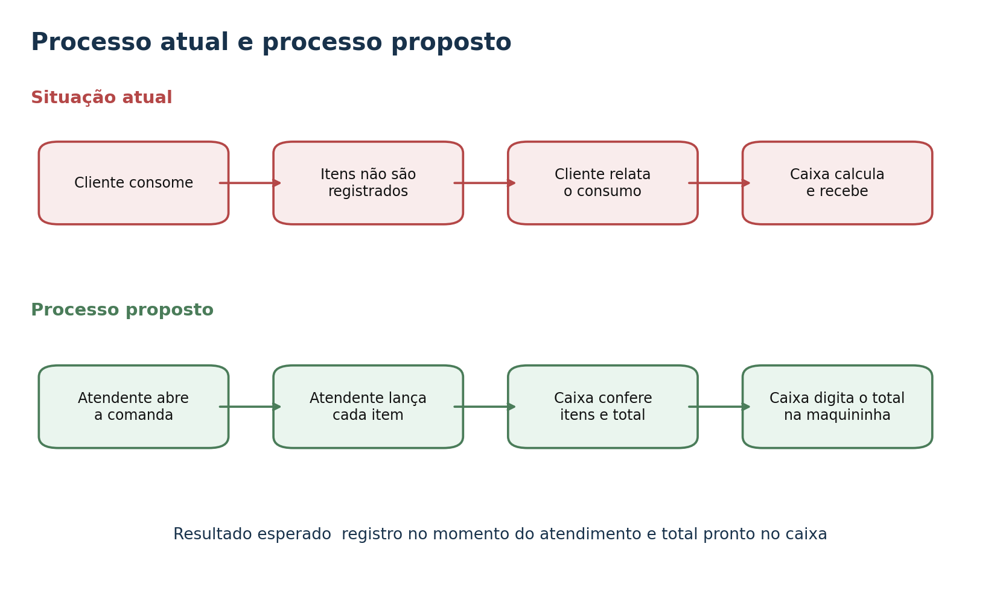 Processo atual e processo proposto
Situação atual
Cliente consome
Itens não são
registrados
Cliente relata
o consumo
Caixa calcula
e recebe
Processo proposto
Atendente abre
a comanda
Atendente lança
cada item
Caixa confere
itens e total
Caixa digita o total
na maquininha
Resultado esperado  registro no momento do atendimento e total pronto no caixa